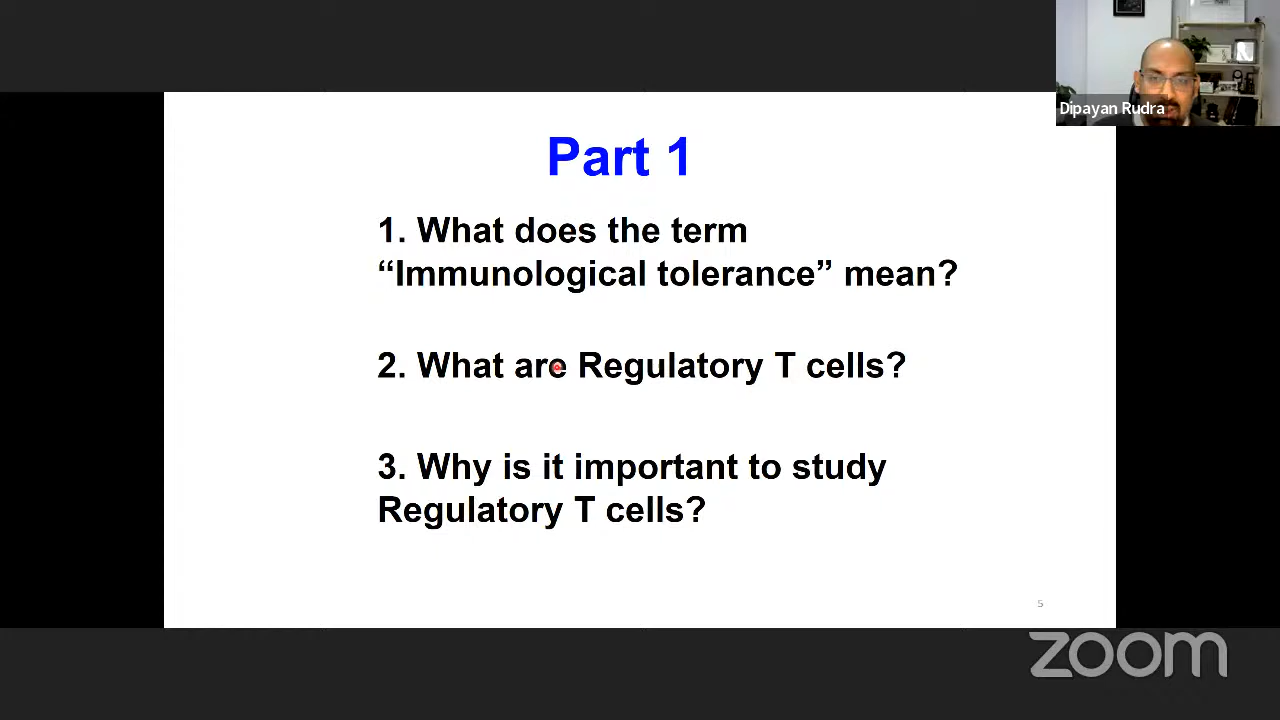 Dipayan Rudra
Part 1
1. What does the term
“Immunological tolerance” mean?
2. What are Regulatory T cells?
3. Why is it important to study
Regulatory T cells?
5
zoom